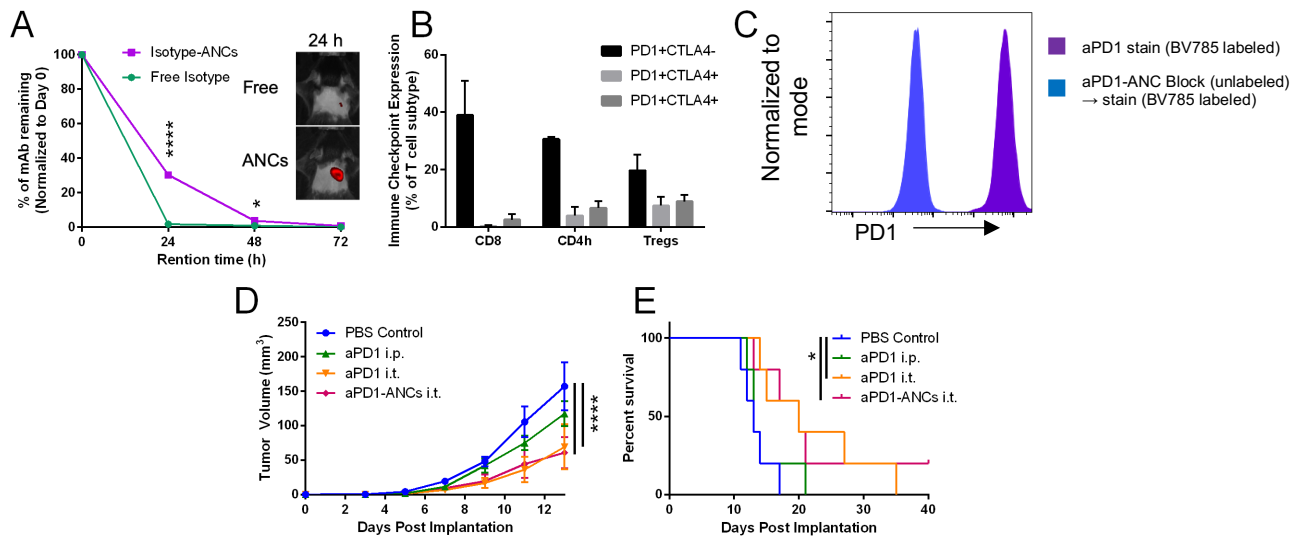 A
% of mAb remaining
(Normalized to Day 0)
100
80
60
40
20
0
Isotype-ANCs
Free Isotype
****
*
0
24
48
72
Rention time (h)
24 h
Free
ANCs
B
Immune Checkpoint Expression
(% of T cell subtype)
60
40
20
0
PD1+CTLA4-
PD1+CTLA4+
PD1+CTLA4+
CD8
CD4h
Tregs
C
Normalized to
mode
PD1
aPD1 stain (BV785 labeled)
aPD1-ANC Block (unlabeled)
→ stain (BV785 labeled)
D
Tumor Volume (mm³)
250
200
150
100
50
0
PBS Control
aPD1 i.p.
aPD1 i.t.
aPD1-ANCs i.t.
****
0
2
4
6
8
10
12
Days Post Implantation
E
Percent survival
100
50
0
*
PBS Control
aPD1 i.p.
aPD1 i.t.
aPD1-ANCs i.t.
0
10
20
30
40
Days Post Implantation